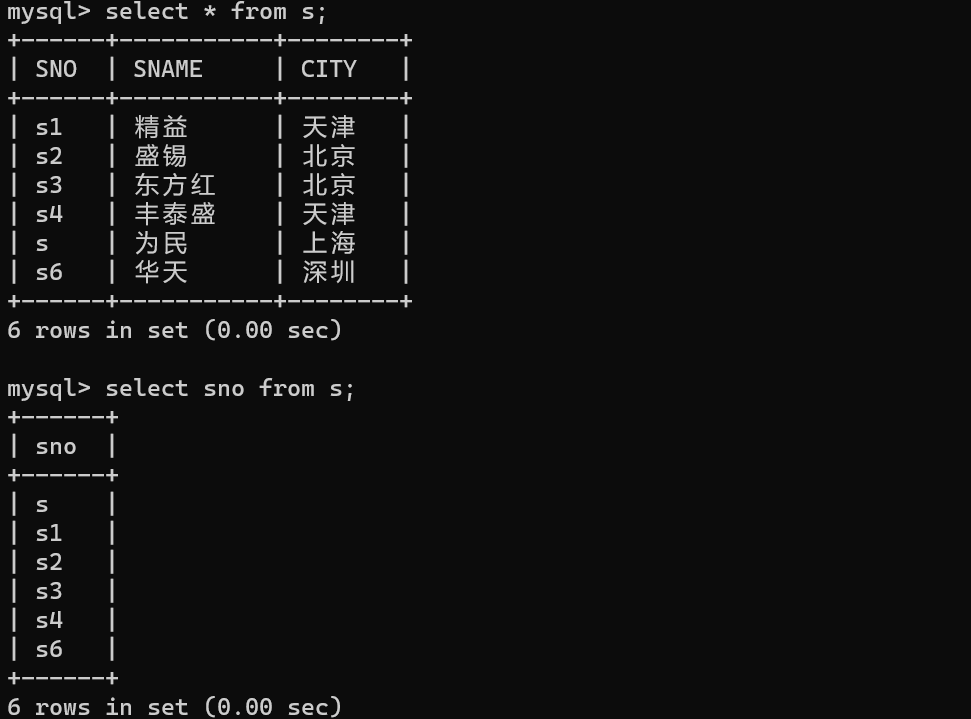 mysql> select * from s;
+------+-----------+--------+
| SNO  | SNAME     | CITY   |
+------+-----------+--------+
| s1   | 精益      | 天津   |
| s2   | 盛锡      | 北京   |
| s3   | 东方红    | 北京   |
| s4   | 丰泰盛    | 天津   |
| s    | 为民      | 上海   |
| s6   | 华天      | 深圳   |
+------+-----------+--------+
6 rows in set (0.00 sec)

mysql> select sno from s;
+------+
| sno  |
+------+
| s    |
| s1   |
| s2   |
| s3   |
| s4   |
| s6   |
+------+
6 rows in set (0.00 sec)